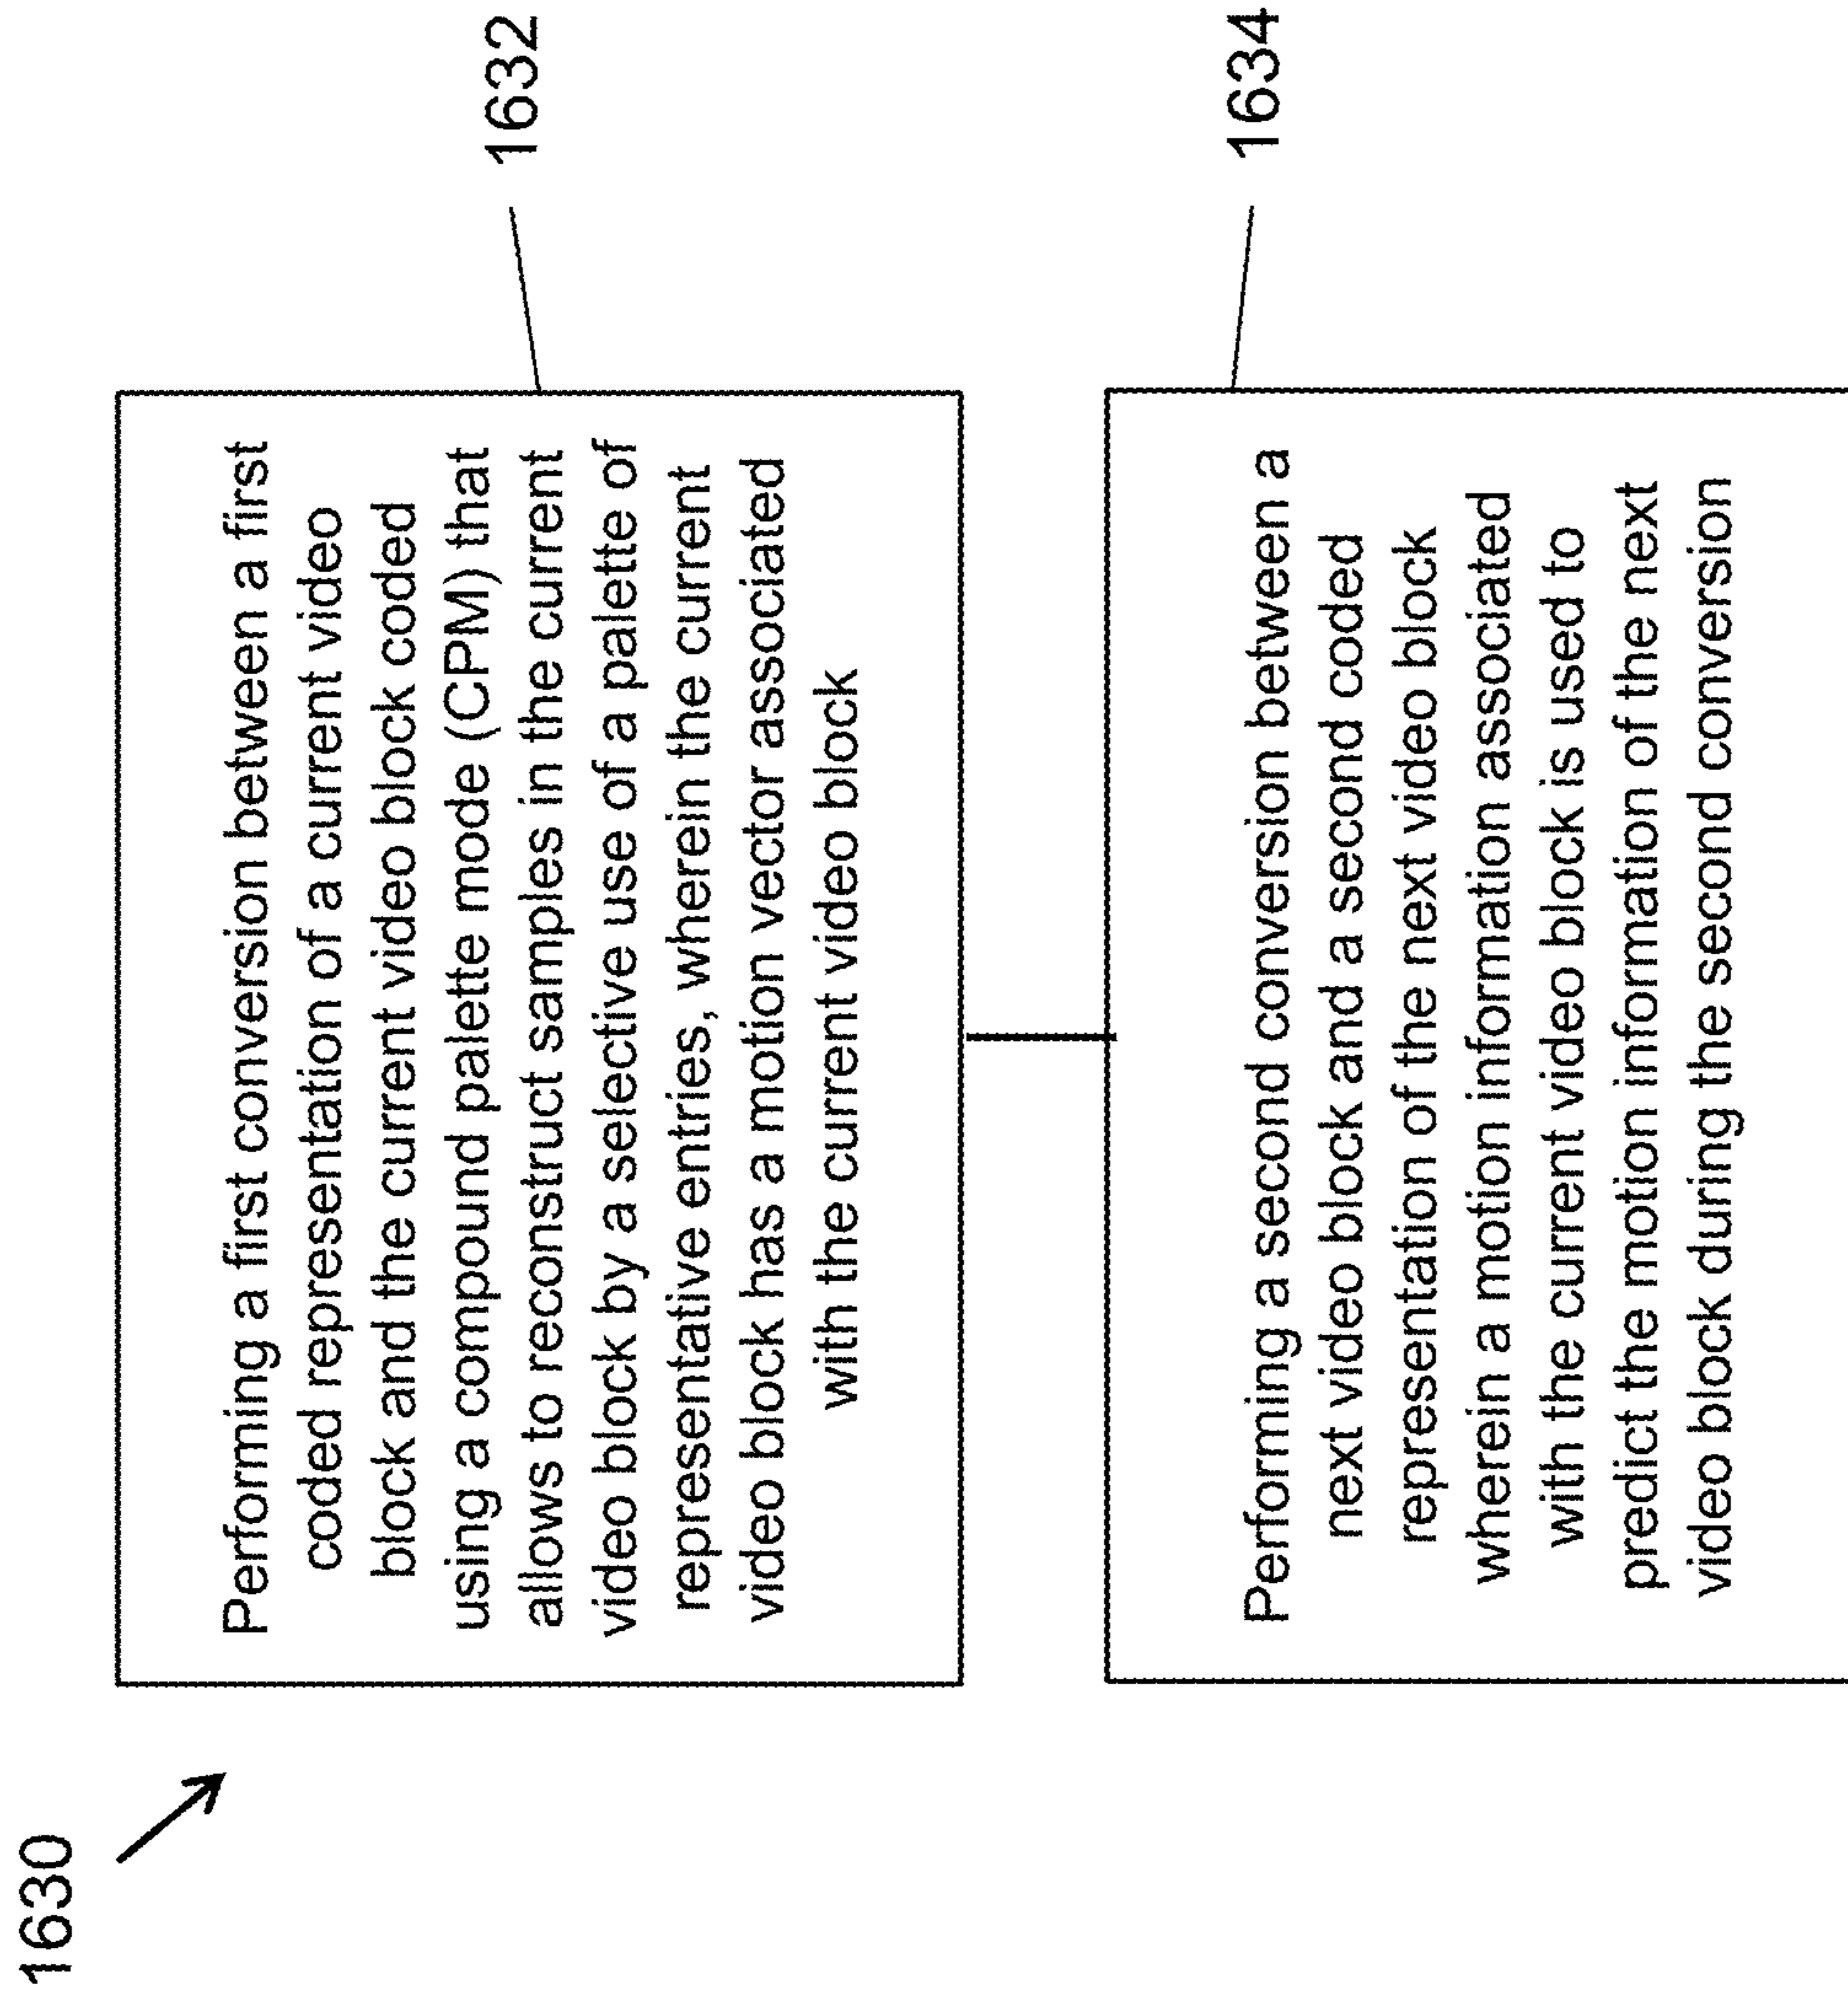 1630
Performing a first conversion between a first
coded representation of a current video
block and the current video block coded
using a compound palette mode (CPM) that
allows to reconstruct samples in the current
video block by a selective use of a palette of
representative entries, wherein the current
video block has a motion vector associated
with the current video block
1632
Performing a second conversion between a
next video block and a second coded
representation of the next video block
wherein a motion information associated
with the current video block is used to
predict the motion information of the next
video block during the second conversion
1634